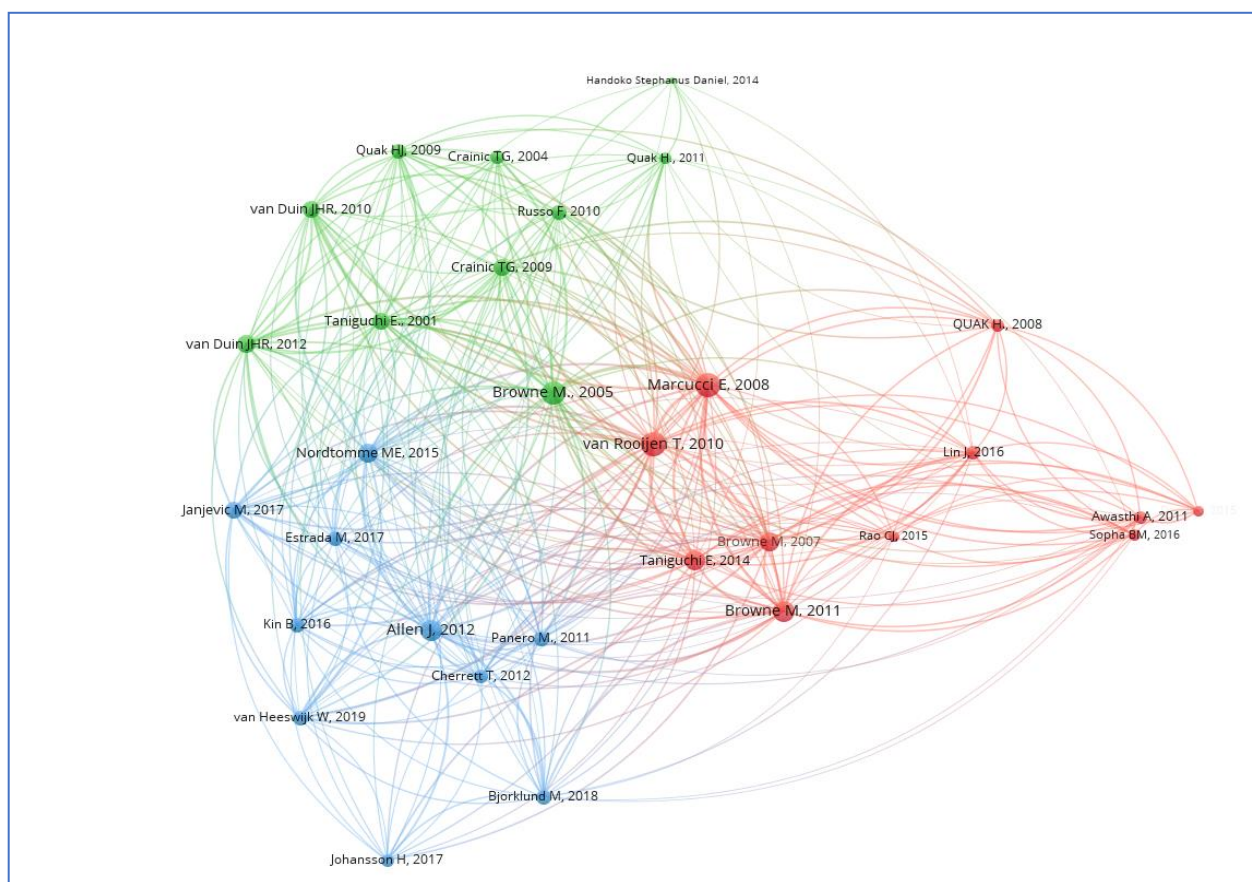 Handoko Stephanus Daniel, 2014
Quak HJ, 2009
Crainic TG, 2004
Quak H., 2011
van Duin JHR, 2010
Russo F, 2010
Crainic TG, 2009
Taniguchi E., 2001
QUAK H., 2008
van Duin JHR, 2012
Marcucci E, 2008
Browne M., 2005
van Rooijen T, 2010
Nordtomme ME, 2015
Lin J, 2016
Janjevic M, 2017
Awasthi A, 2011
Estrada M, 2017
Browne M, 2007
Rao CJ, 2015
Sopha BM, 2016
Taniguchi E, 2014
Browne M, 2011
Kin B, 2016
Allen J, 2012
Panero M., 2011
Cherrett T, 2012
van Heeswijk W, 2019
Bjorklund M, 2018
Johansson H, 2017